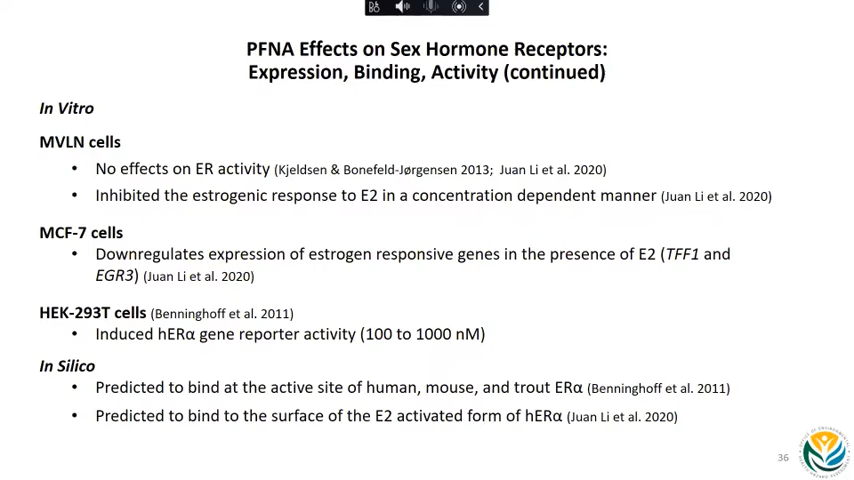 PFNA Effects on Sex Hormone Receptors:
Expression, Binding, Activity (continued)
In Vitro
MVLN cells
• No effects on ER activity (Kjeldsen & Bonefeld-Jørgensen 2013; Juan Li et al. 2020)
• Inhibited the estrogenic response to E2 in a concentration dependent manner (Juan Li et al. 2020)
MCF-7 cells
• Downregulates expression of estrogen responsive genes in the presence of E2 (TFF1 and
EGR3) (Juan Li et al. 2020)
HEK-293T cells (Benninghoff et al. 2011)
• Induced hERα gene reporter activity (100 to 1000 nM)
In Silico
• Predicted to bind at the active site of human, mouse, and trout ERα (Benninghoff et al. 2011)
• Predicted to bind to the surface of the E2 activated form of hERα (Juan Li et al. 2020)
36